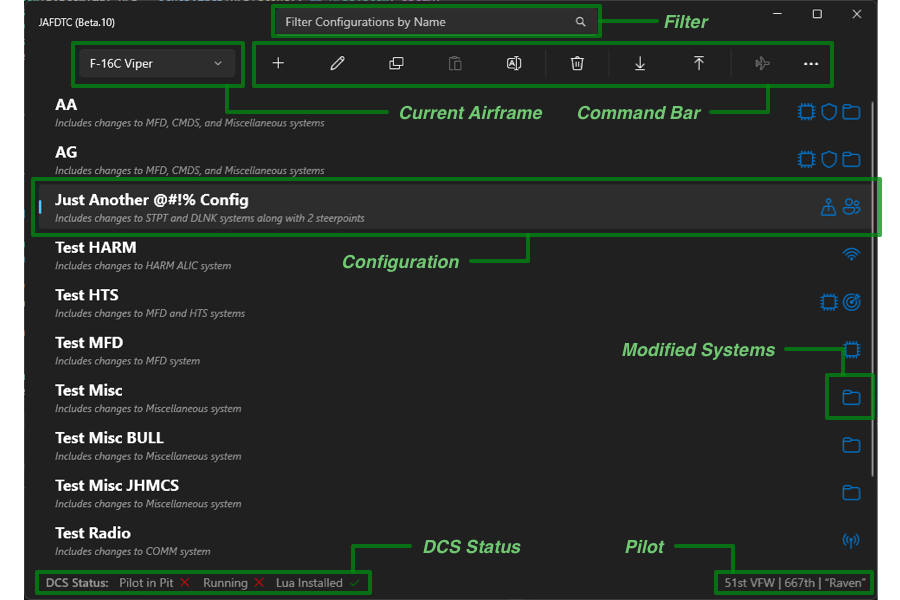 JAFDTC (Beta.10)
Filter Configurations by Name
Filter
F-16C Viper
Current Airframe
Command Bar
AA
Includes changes to MFD, CMDS, and Miscellaneous systems
AG
Includes changes to MFD, CMDS, and Miscellaneous systems
Just Another @#!% Config
Includes changes to STPT and DLNK systems along with 2 steerpoints
Configuration
Test HARM
Includes changes to HARM ALIC system
Test HTS
Includes changes to MFD and HTS systems
Test MFD
Includes changes to MFD system
Modified Systems
Test Misc
Includes changes to Miscellaneous system
Test Misc BULL
Includes changes to Miscellaneous system
Test Misc JHMCS
Includes changes to Miscellaneous system
Test Radio
Includes changes to COMM system
DCS Status
Pilot
DCS Status: Pilot in Pit Running Lua Installed
51st VFW | 667th | “Raven”